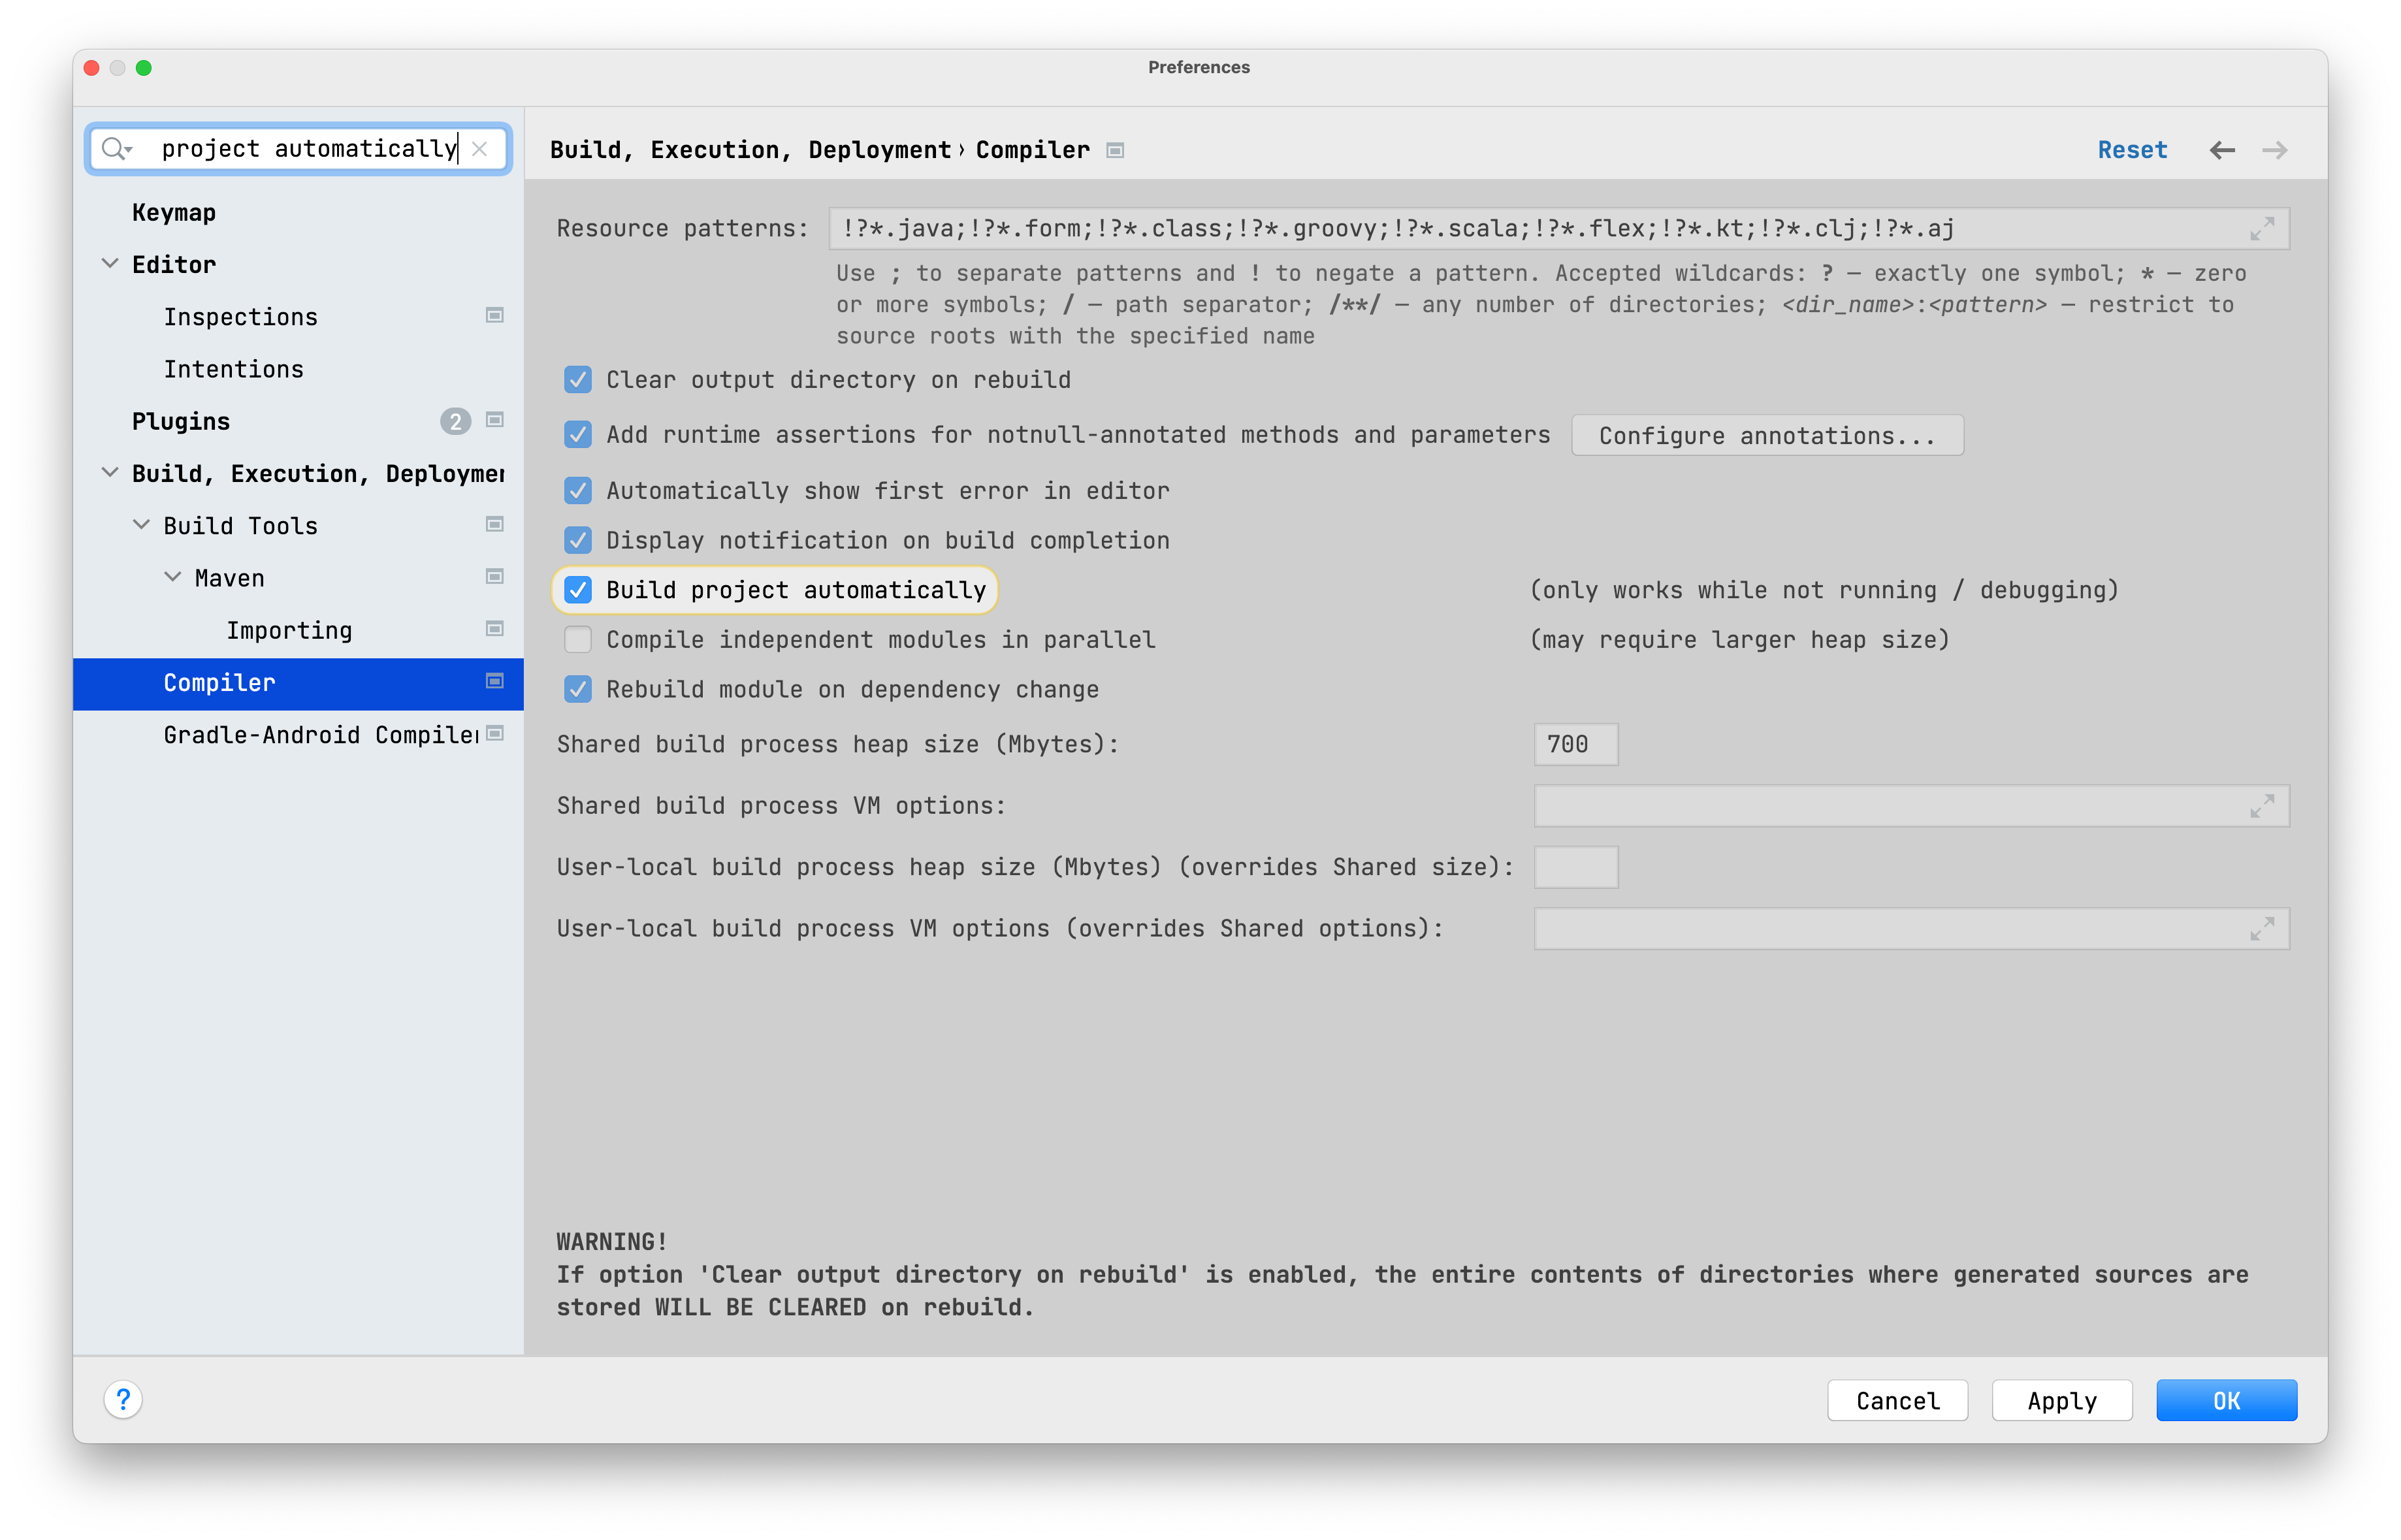 Preferences
project automatically
Keymap
Editor
Inspections
Intentions
Plugins 2
Build, Execution, Deploymer
Build Tools
Maven
Importing
Compiler
Gradle-Android Compiler
Build, Execution, Deployment › Compiler
Reset
Resource patterns: !?*.java;!?*.form;!?*.class;!?*.groovy;!?*.scala;!?*.flex;!?*.kt;!?*.clj;!?*.aj
Use ; to separate patterns and ! to negate a pattern. Accepted wildcards: ? — exactly one symbol; * — zero
or more symbols; / — path separator; /**/ — any number of directories; <dir_name>:<pattern> — restrict to
source roots with the specified name
Clear output directory on rebuild
Add runtime assertions for notnull-annotated methods and parameters Configure annotations...
Automatically show first error in editor
Display notification on build completion
Build project automatically (only works while not running / debugging)
Compile independent modules in parallel (may require larger heap size)
Rebuild module on dependency change
Shared build process heap size (Mbytes): 700
Shared build process VM options:
User-local build process heap size (Mbytes) (overrides Shared size):
User-local build process VM options (overrides Shared options):
WARNING!
If option 'Clear output directory on rebuild' is enabled, the entire contents of directories where generated sources are
stored WILL BE CLEARED on rebuild.
? Cancel Apply OK